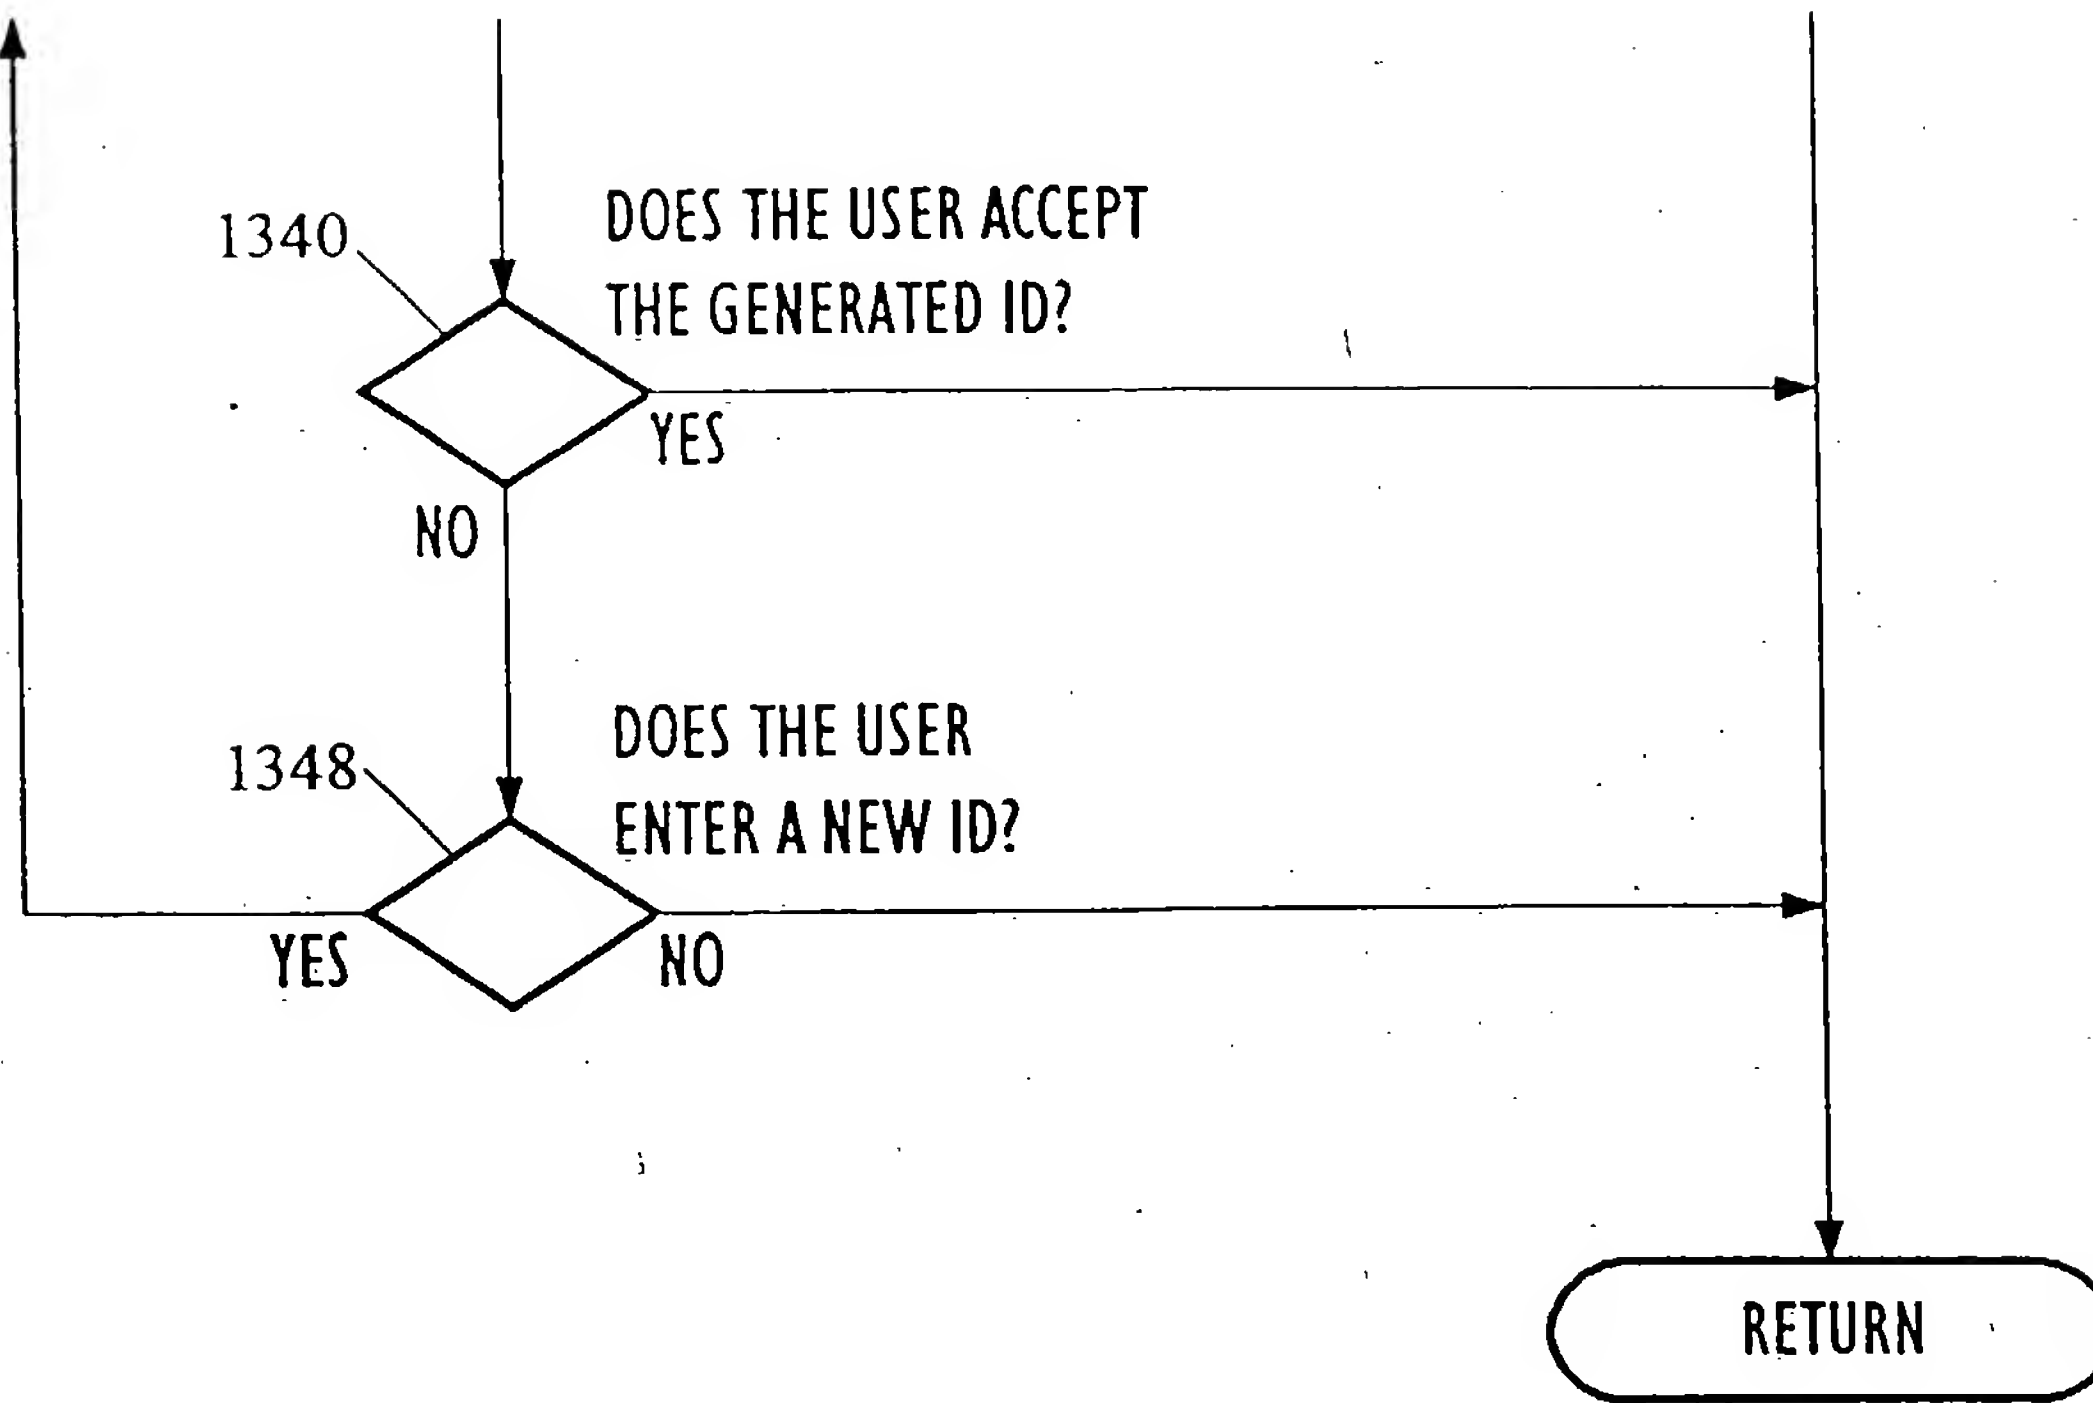 1340
DOES THE USER ACCEPT
THE GENERATED ID?
YES
NO
1348
DOES THE USER
ENTER A NEW ID?
YES
NO
RETURN